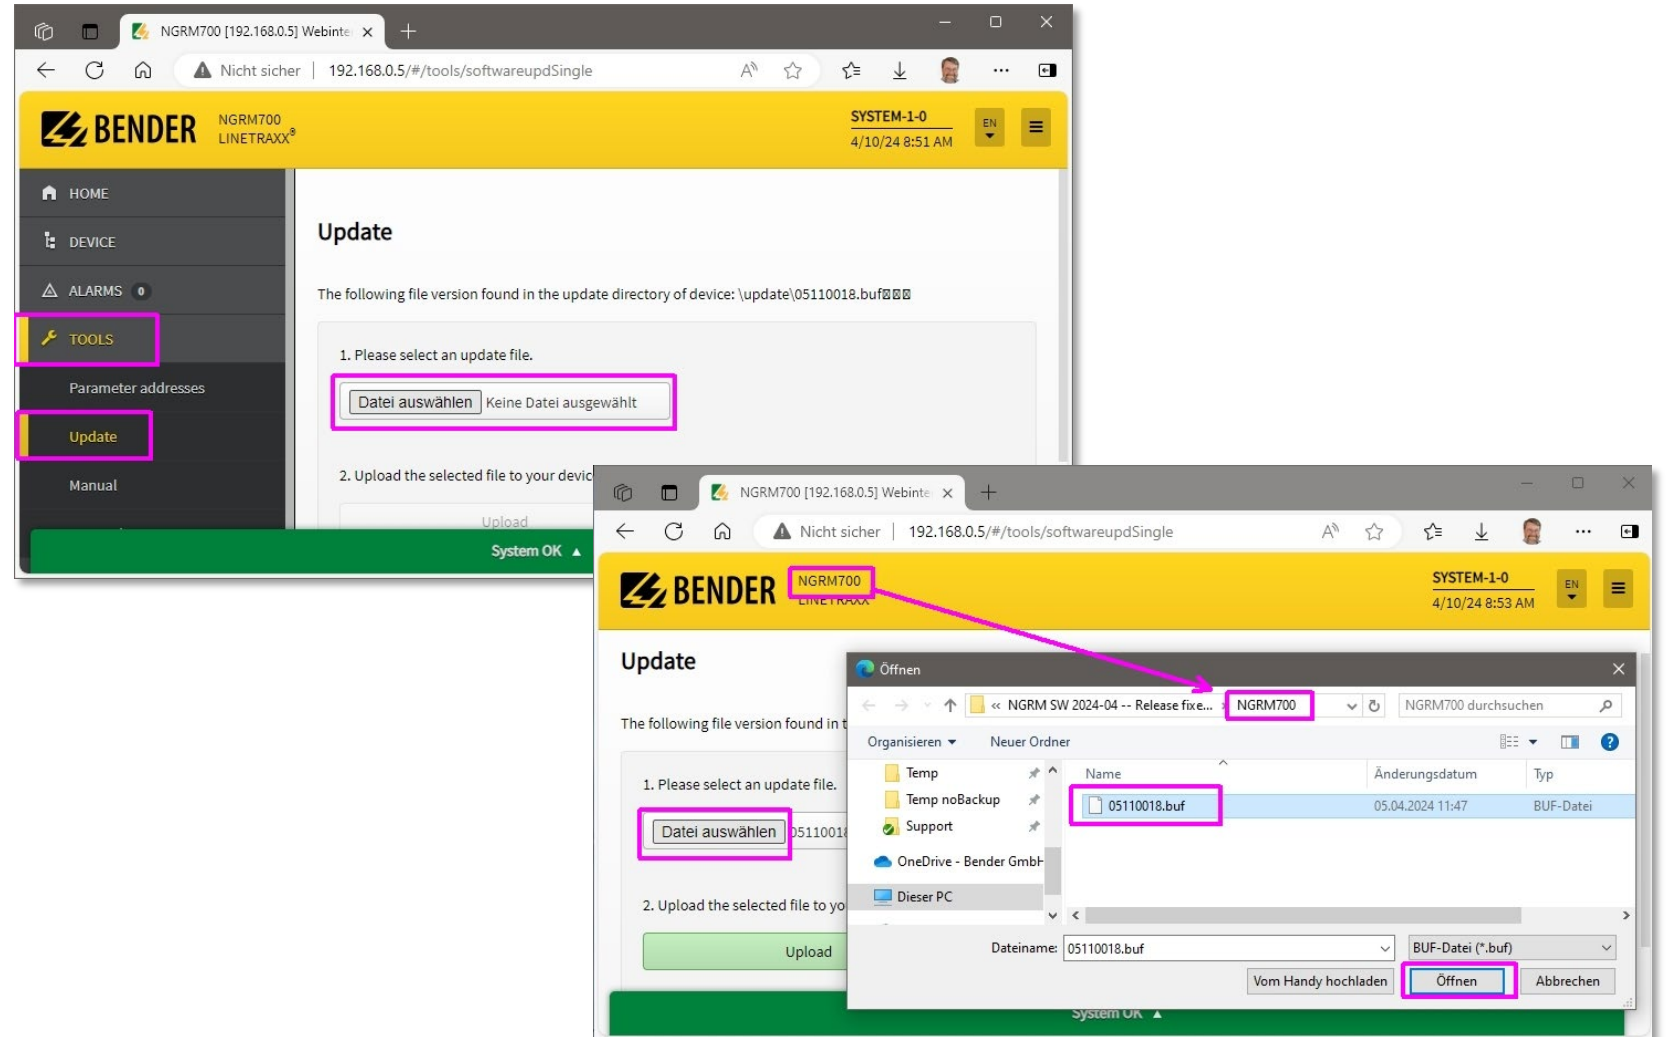 NGRM700 [192.168.0.5] Webinte
Nicht sicher | 192.168.0.5/#/tools/softwareupdSingle
BENDER
NGRM700
LINETRAXX®
SYSTEM-1-0
4/10/24 8:51 AM
EN
HOME
DEVICE
ALARMS 0
TOOLS
Parameter addresses
Update
Manual
Update
The following file version found in the update directory of device: \update\05110018.buf
1. Please select an update file.
Datei auswählen Keine Datei ausgewählt
2. Upload the selected file to your devic
Upload
System OK ▲
NGRM700 [192.168.0.5] Webinte
Nicht sicher | 192.168.0.5/#/tools/softwareupdSingle
BENDER
NGRM700
LINETRAXX
SYSTEM-1-0
4/10/24 8:53 AM
EN
Update
The following file version found in t
1. Please select an update file.
Datei auswählen 0511001
2. Upload the selected file to yo
Upload
System OK ▲
Öffnen
« NGRM SW 2024-04 -- Release fixe... › NGRM700
NGRM700 durchsuchen
Organisieren Neuer Ordner
Temp
Temp noBackup
Support
OneDrive - Bender GmbH
Dieser PC
Name Änderungsdatum Typ
05110018.buf 05.04.2024 11:47 BUF-Datei
Dateiname: 05110018.buf BUF-Datei (*.buf)
Vom Handy hochladen Öffnen Abbrechen